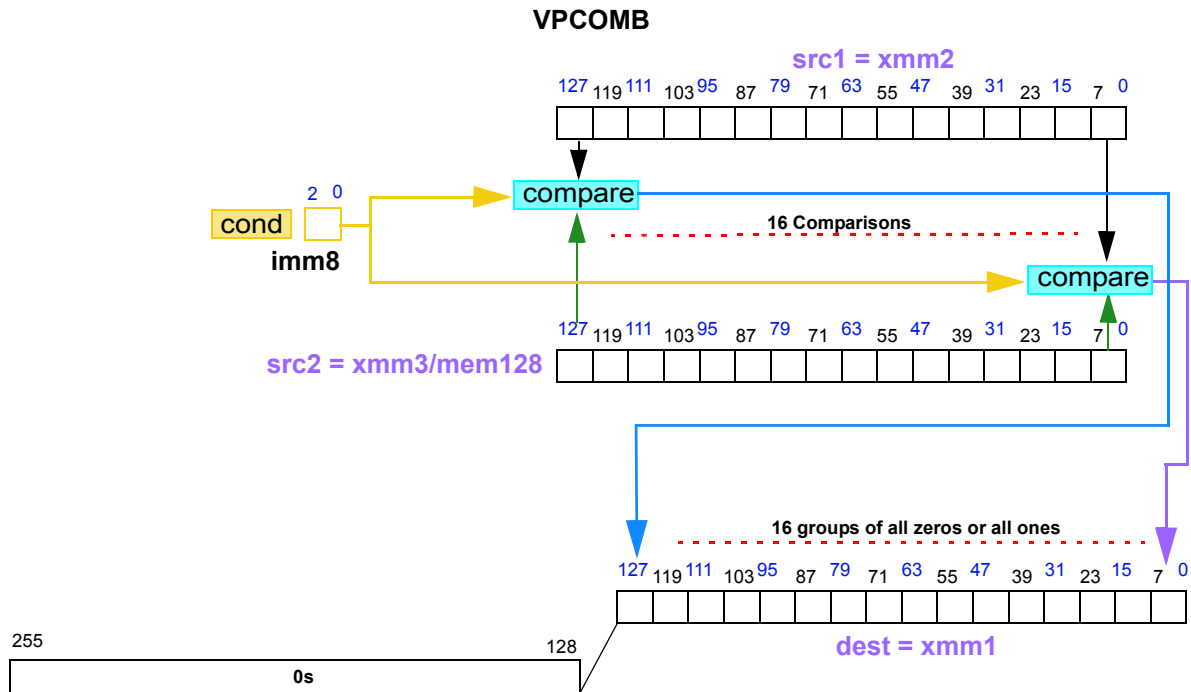 VPCOMB
src1 = xmm2
127 119 111 103 95 87 79 71 63 55 47 39 31 23 15 7 0
compare
2 0
cond
16 Comparisons
imm8
compare
127 119 111 103 95 87 79 71 63 55 47 39 31 23 15 7 0
src2 = xmm3/mem128
16 groups of all zeros or all ones
127 119 111 103 95 87 79 71 63 55 47 39 31 23 15 7 0
255 128
dest = xmm1
0s